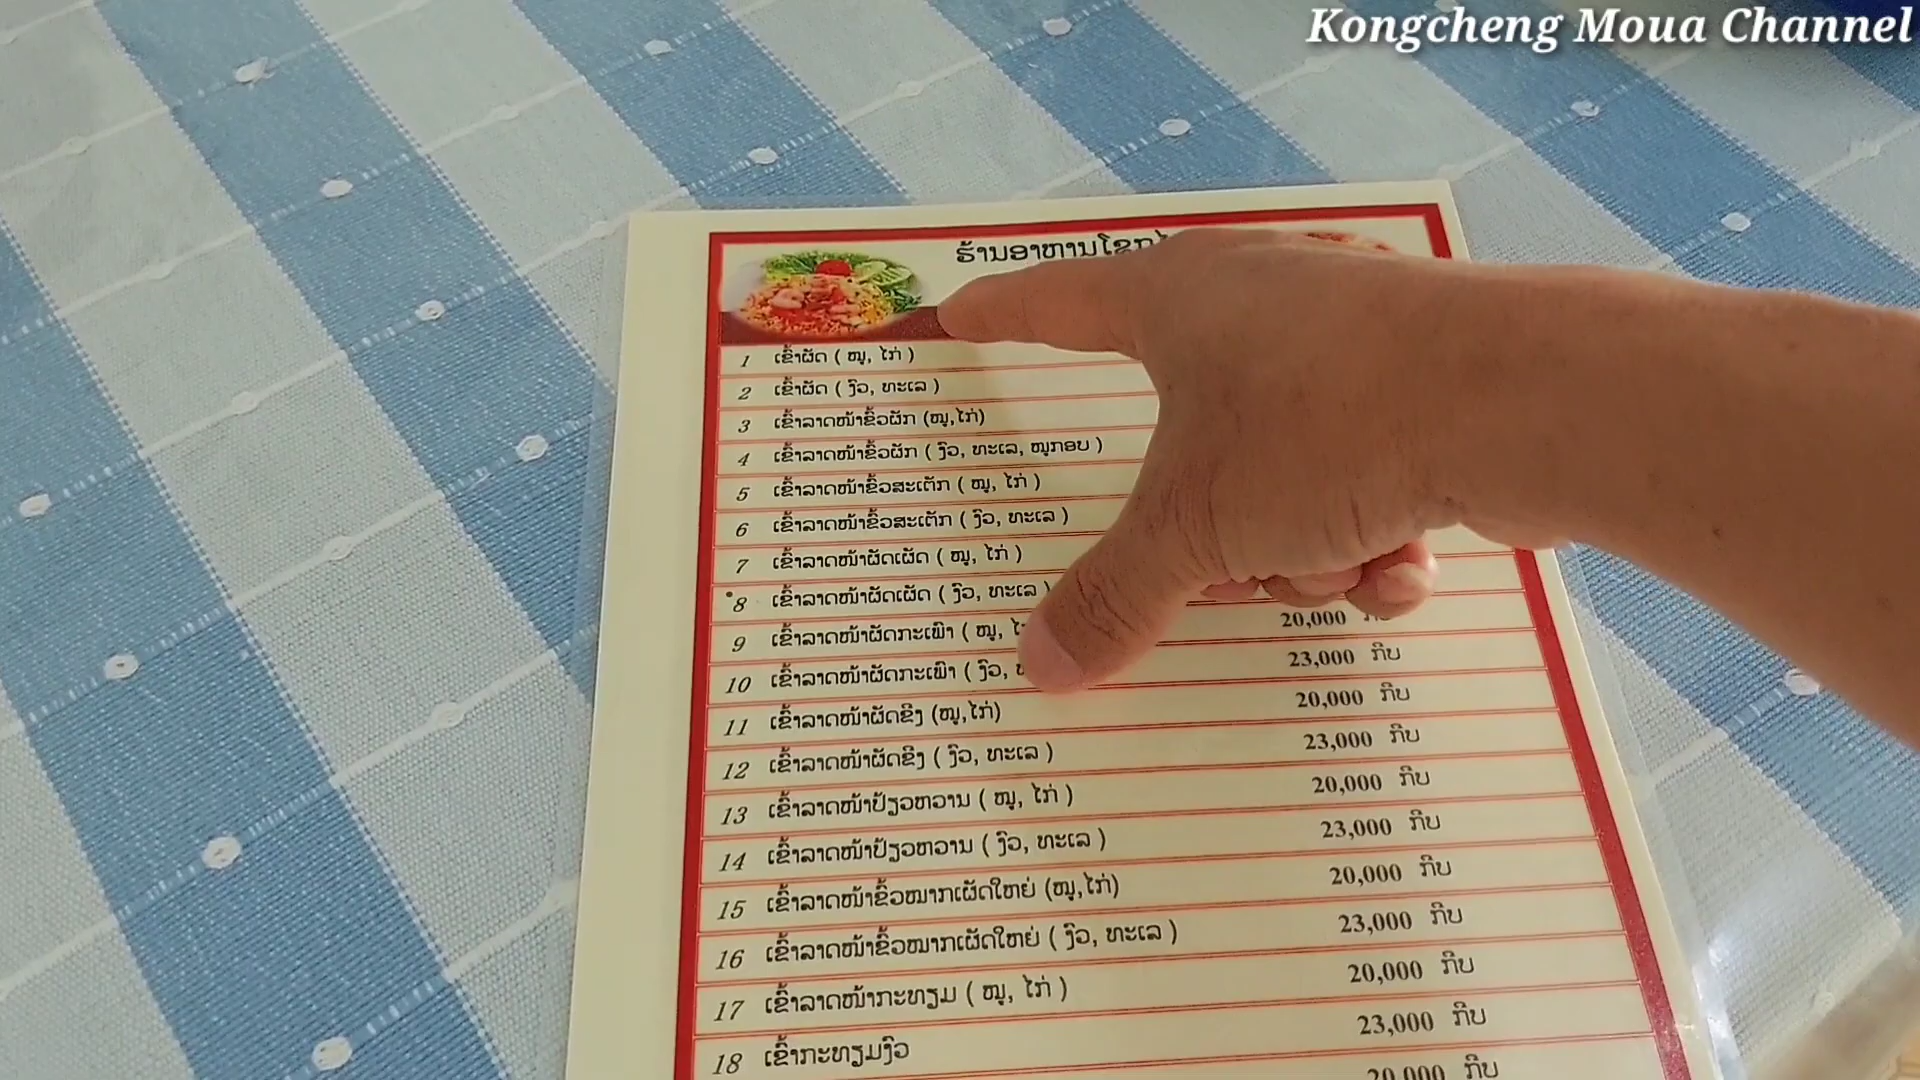 Kongcheng Moua Channel
ຮ້ານອາຫານໂຊກ
1 ເຂົ້າຜັດ ( ໝູ, ໄກ່ )
2 ເຂົ້າຜັດ ( ງົວ, ທະເລ )
3 ເຂົ້າລາດໜ້າຂົ້ວຜັກ (ໝູ,ໄກ່)
4 ເຂົ້າລາດໜ້າຂົ້ວຜັກ ( ງົວ, ທະເລ, ໝູກອບ )
5 ເຂົ້າລາດໜ້າຂົ້ວສະເຕັກ ( ໝູ, ໄກ່ )
6 ເຂົ້າລາດໜ້າຂົ້ວສະເຕັກ ( ງົວ, ທະເລ )
7 ເຂົ້າລາດໜ້າຜັດເຜັດ ( ໝູ, ໄກ່ )
8 ເຂົ້າລາດໜ້າຜັດເຜັດ ( ງົວ, ທະເລ )
9 ເຂົ້າລາດໜ້າຜັດກະເພົາ ( ໝູ, 20,000 ກີບ
10 ເຂົ້າລາດໜ້າຜັດກະເພົາ ( ງົວ, 23,000 ກີບ
11 ເຂົ້າລາດໜ້າຜັດຂີງ (ໝູ,ໄກ່) 20,000 ກີບ
12 ເຂົ້າລາດໜ້າຜັດຂີງ ( ງົວ, ທະເລ ) 23,000 ກີບ
13 ເຂົ້າລາດໜ້າປ້ຽວຫວານ ( ໝູ, ໄກ່ ) 20,000 ກີບ
14 ເຂົ້າລາດໜ້າປ້ຽວຫວານ ( ງົວ, ທະເລ ) 23,000 ກີບ
15 ເຂົ້າລາດໜ້າຂົ້ວໝາກເຜັດໃຫຍ່ (ໝູ,ໄກ່) 20,000 ກີບ
16 ເຂົ້າລາດໜ້າຂົ້ວໝາກເຜັດໃຫຍ່ ( ງົວ, ທະເລ ) 23,000 ກີບ
17 ເຂົ້າລາດໜ້າກະທຽມ ( ໝູ, ໄກ່ ) 20,000 ກີບ
18 ເຂົ້າກະທຽມງົວ 23,000 ກີບ
20,000 ກີບ